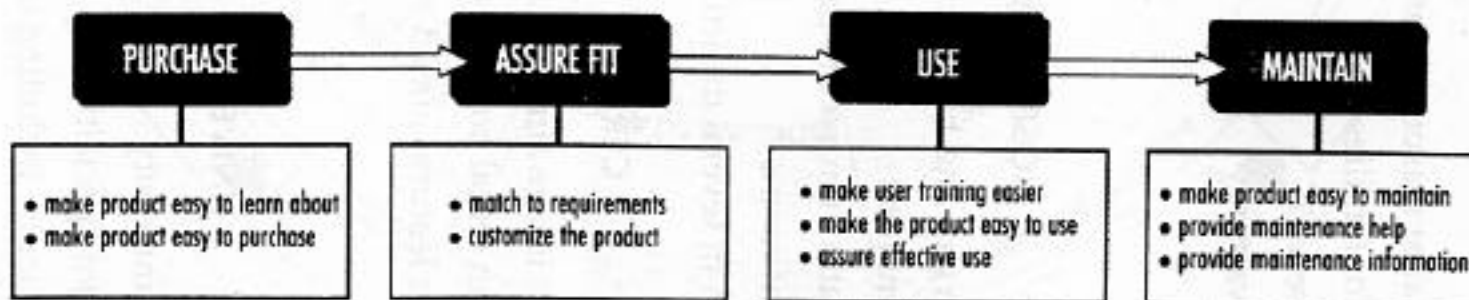 PURCHASE
ASSURE FIT
USE
MAINTAIN
• make product easy to learn about
• make product easy to purchase
• match to requirements
• customize the product
• make user training easier
• make the product easy to use
• assure effective use
• make product easy to maintain
• provide maintenance help
• provide maintenance information